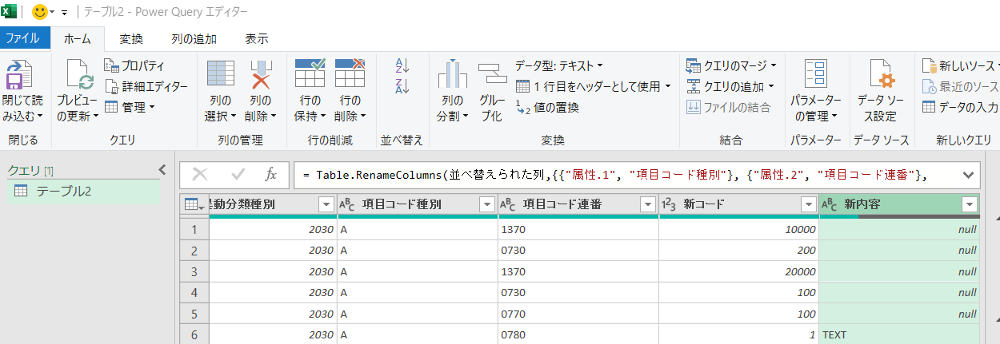 テーブル2 - Power Query エディター
ファイル ホーム 変換 列の追加 表示
閉じて読み込む
プレビューの更新
プロパティ
詳細エディター
管理
列の選択
列の削除
行の保持
行の削除
列の分割
グループ化
データ型: テキスト
1 行目をヘッダーとして使用
値の置換
クエリのマージ
クエリの追加
ファイルの結合
パラメーターの管理
データ ソース設定
新しいソース
最近のソース
データの入力
閉じる クエリ 列の管理 行の削減 並べ替え 変換 結合 パラメーター データ ソース 新しいクエリ
クエリ [1]
テーブル2
fx = Table.RenameColumns(並べ替えられた列,{{"属性.1", "項目コード種別"}, {"属性.2", "項目コード連番"},
動分類種別 ABC 項目コード種別 ABC 項目コード連番 123 新コード ABC 新内容
1 2030 A 1370 10000 null
2 2030 A 0730 200 null
3 2030 A 1370 20000 null
4 2030 A 0730 100 null
5 2030 A 0770 100 null
6 2030 A 0780 1 TEXT